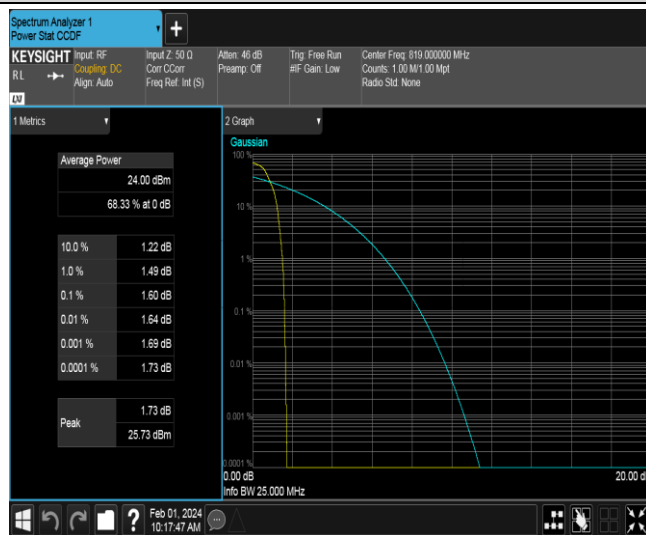 Spectrum Analyzer 1
Power Stat CCDF
+
KEYSIGHT
RL
LXI
Input: RF
Coupling: DC
Align: Auto
Input Z: 50 Ω
Corr CCorr
Freq Ref: Int (S)
Atten: 46 dB
Preamp: Off
Trig: Free Run
#IF Gain: Low
Center Freq: 819.000000 MHz
Counts: 1.00 M/1.00 Mpt
Radio Std: None
1 Metrics
Average Power
24.00 dBm
68.33 % at 0 dB
10.0 % 1.22 dB
1.0 % 1.49 dB
0.1 % 1.60 dB
0.01 % 1.64 dB
0.001 % 1.69 dB
0.0001 % 1.73 dB
Peak
1.73 dB
25.73 dBm
2 Graph
Gaussian
100 %
10 %
1 %
0.1 %
0.01 %
0.001 %
0.0001 %
0.00 dB
20.00 d
Info BW 25.000 MHz
?
Feb 01, 2024
10:17:47 AM